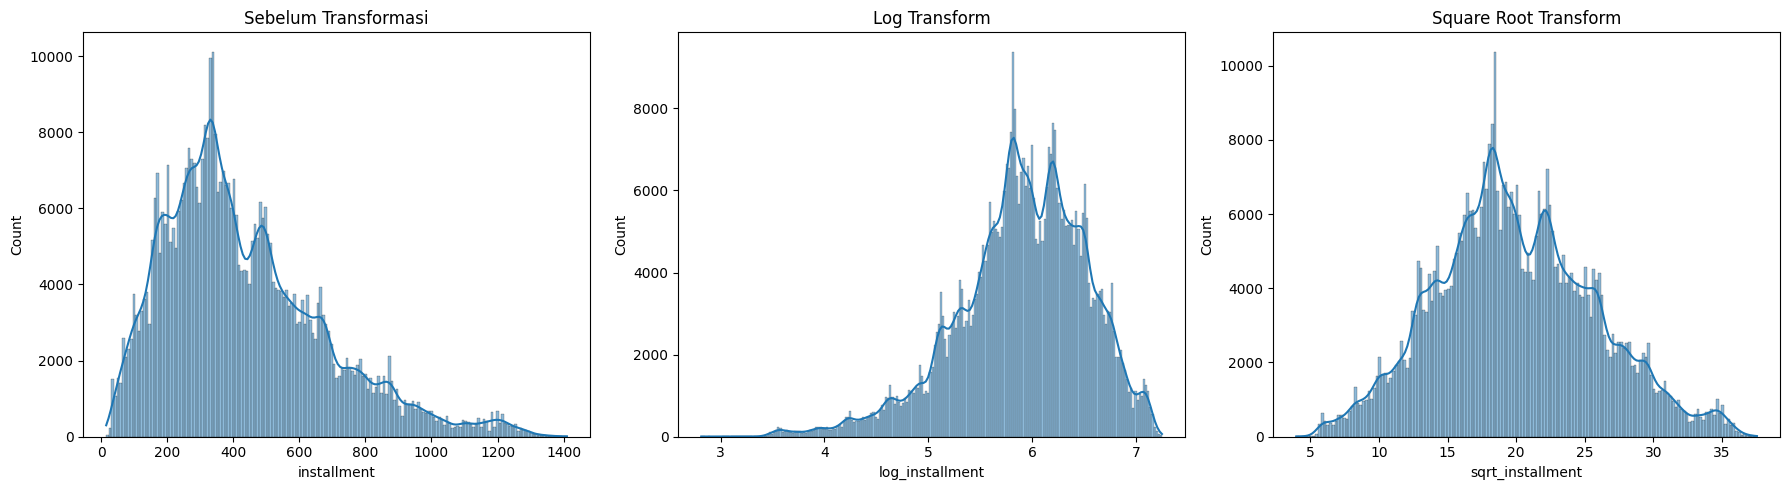 Sebelum Transformasi
10000
8000
6000
4000
2000
0
Count
0 200 400 600 800 1000 1200 1400
installment
Log Transform
8000
6000
4000
2000
0
Count
3 4 5 6 7
log_installment
Square Root Transform
10000
8000
6000
4000
2000
0
Count
5 10 15 20 25 30 35
sqrt_installment